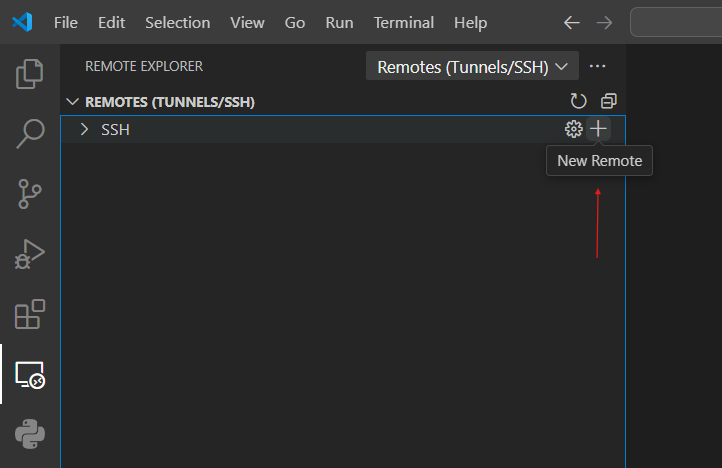 File Edit Selection View Go Run Terminal Help
REMOTE EXPLORER Remotes (Tunnels/SSH)
REMOTES (TUNNELS/SSH)
SSH
New Remote